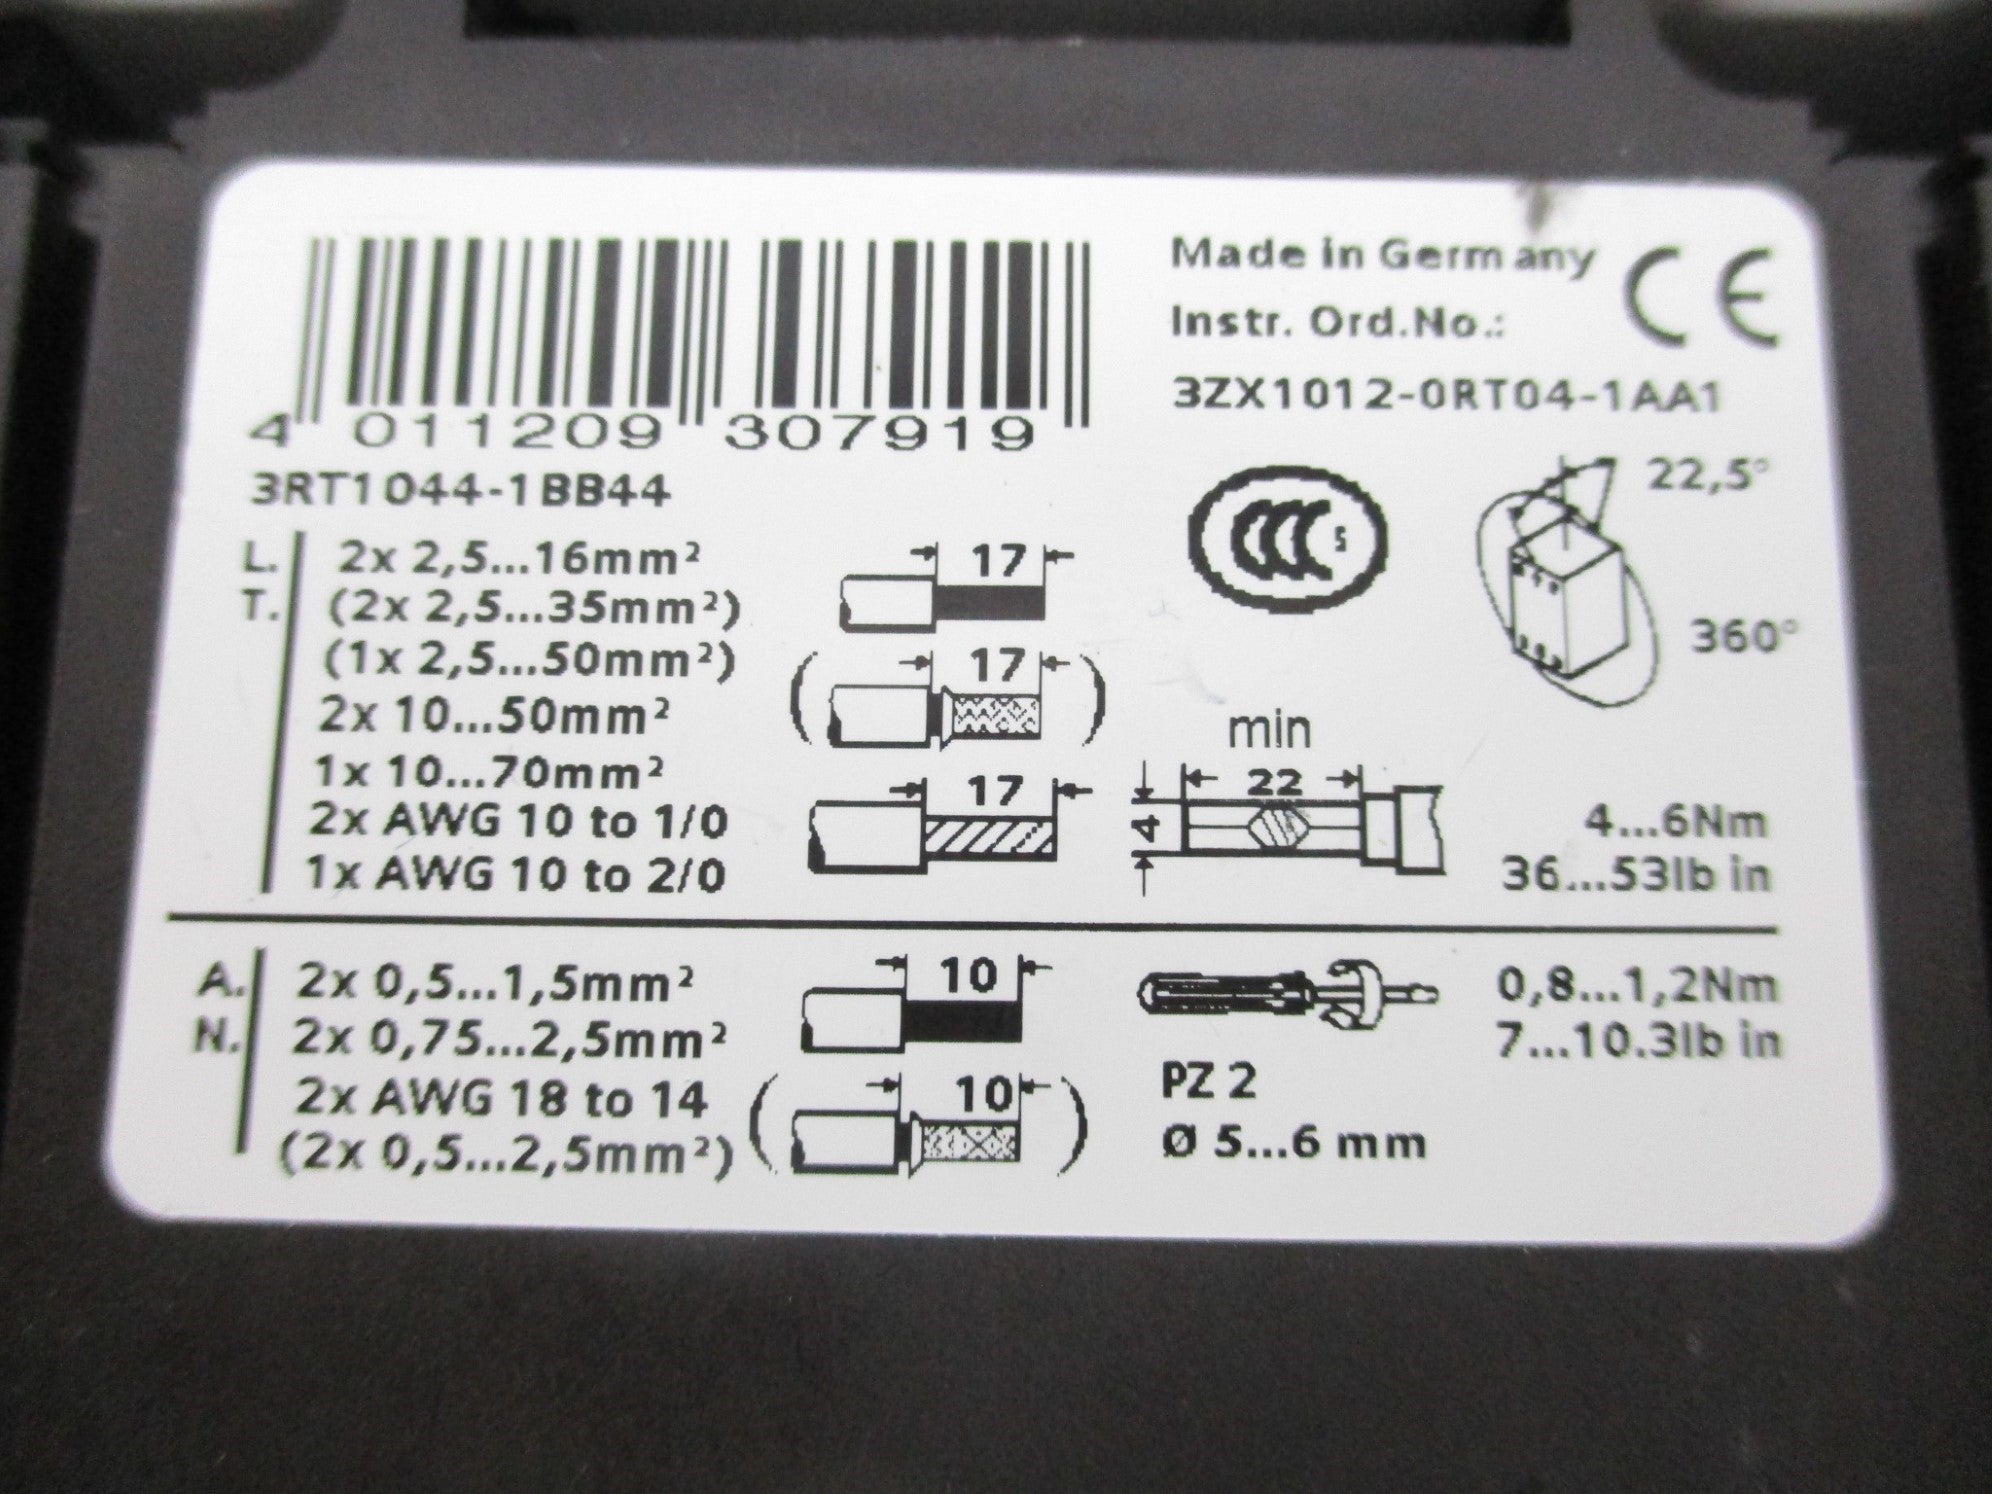 4 011209 307919
3RT1044-1BB44
Made in Germany CE
Instr. Ord.No.:
3ZX1012-0RT04-1AA1
CCC S
22,5°
360°
L.
T.
2x 2,5...16mm²
(2x 2,5...35mm²)
(1x 2,5...50mm²)
2x 10...50mm²
1x 10...70mm²
2x AWG 10 to 1/0
1x AWG 10 to 2/0
17
17
17
min
22
4
4...6Nm
36...53lb in
A.
N.
2x 0,5...1,5mm²
2x 0,75...2,5mm²
2x AWG 18 to 14
(2x 0,5...2,5mm²)
10
10
PZ 2
Ø 5...6 mm
0,8...1,2Nm
7...10.3lb in